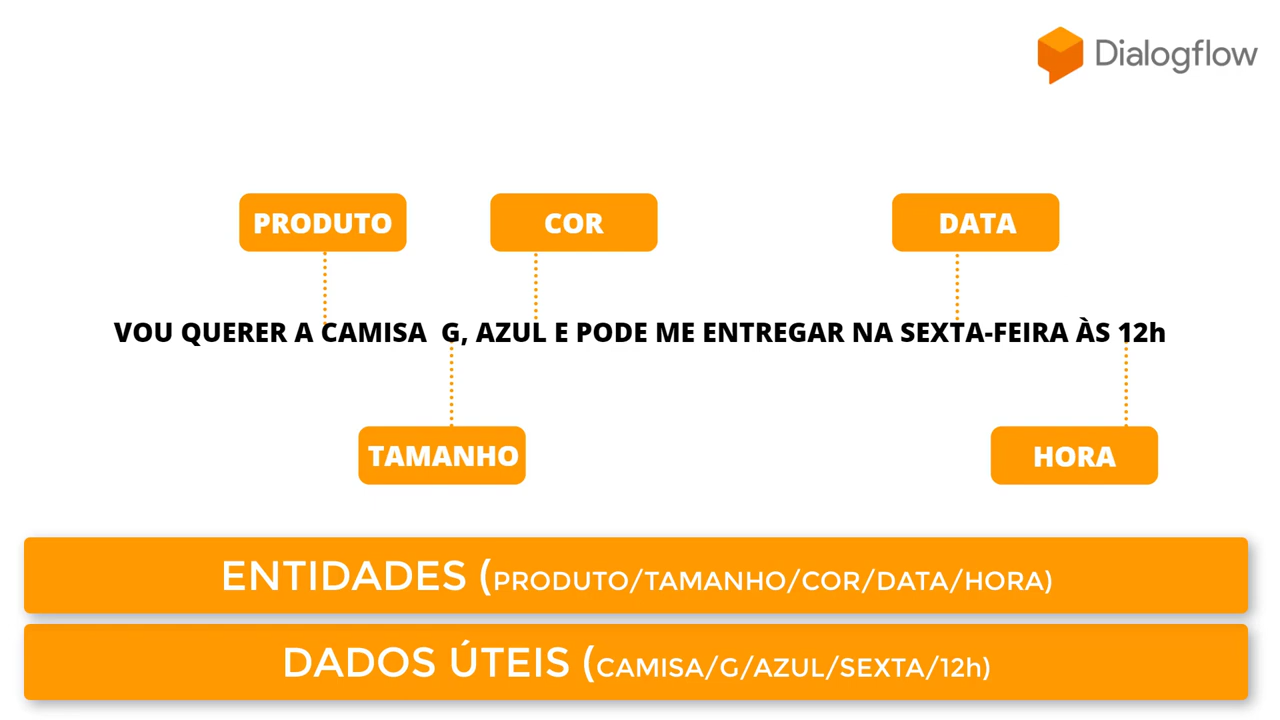 Dialogflow
PRODUTO
COR
DATA
VOU QUERER A CAMISA  G, AZUL E PODE ME ENTREGAR NA SEXTA-FEIRA ÀS 12h
TAMANHO
HORA
ENTIDADES (PRODUTO/TAMANHO/COR/DATA/HORA)
DADOS ÚTEIS (CAMISA/G/AZUL/SEXTA/12h)